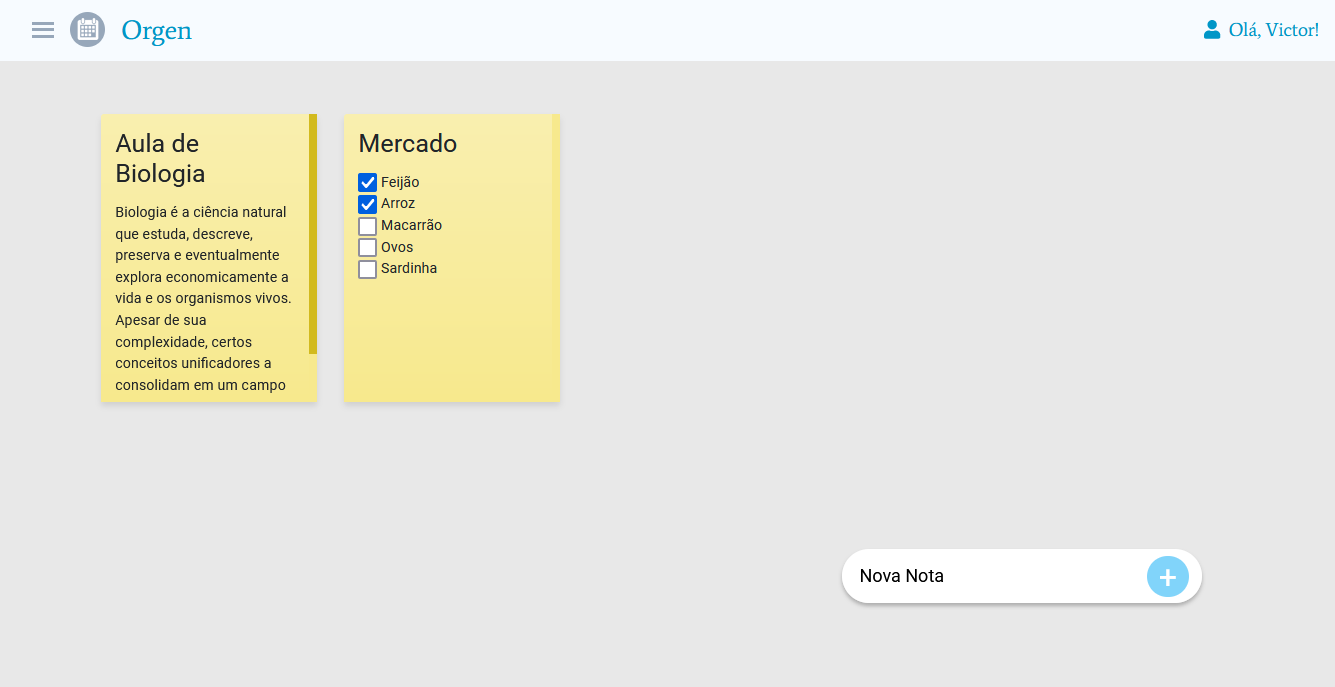 Orgen
Olá, Victor!
Aula de
Biologia
Biologia é a ciência natural
que estuda, descreve,
preserva e eventualmente
explora economicamente a
vida e os organismos vivos.
Apesar de sua
complexidade, certos
conceitos unificadores a
consolidam em um campo
Mercado
Feijão
Arroz
Macarrão
Ovos
Sardinha
Nova Nota